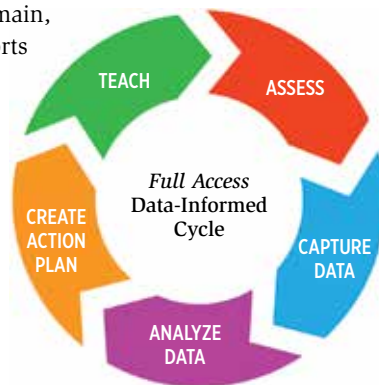 main,
rts
TEACH
ASSESS
Full Access
Data-Informed
Cycle
CREATE
ACTION
PLAN
CAPTURE
DATA
ANALYZE
DATA